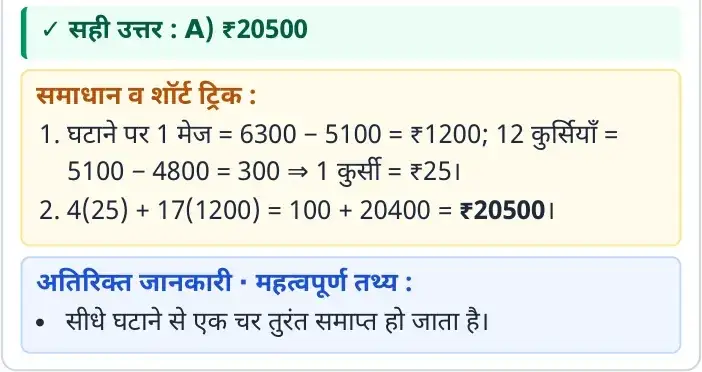 ✓ सही उत्तर : A) ₹20500
समाधान व शॉर्ट ट्रिक :
1. घटाने पर 1 मेज = 6300 − 5100 = ₹1200; 12 कुर्सियाँ =
5100 − 4800 = 300 ⇒ 1 कुर्सी = ₹25।
2. 4(25) + 17(1200) = 100 + 20400 = ₹20500।
अतिरिक्त जानकारी · महत्वपूर्ण तथ्य :
• सीधे घटाने से एक चर तुरंत समाप्त हो जाता है।